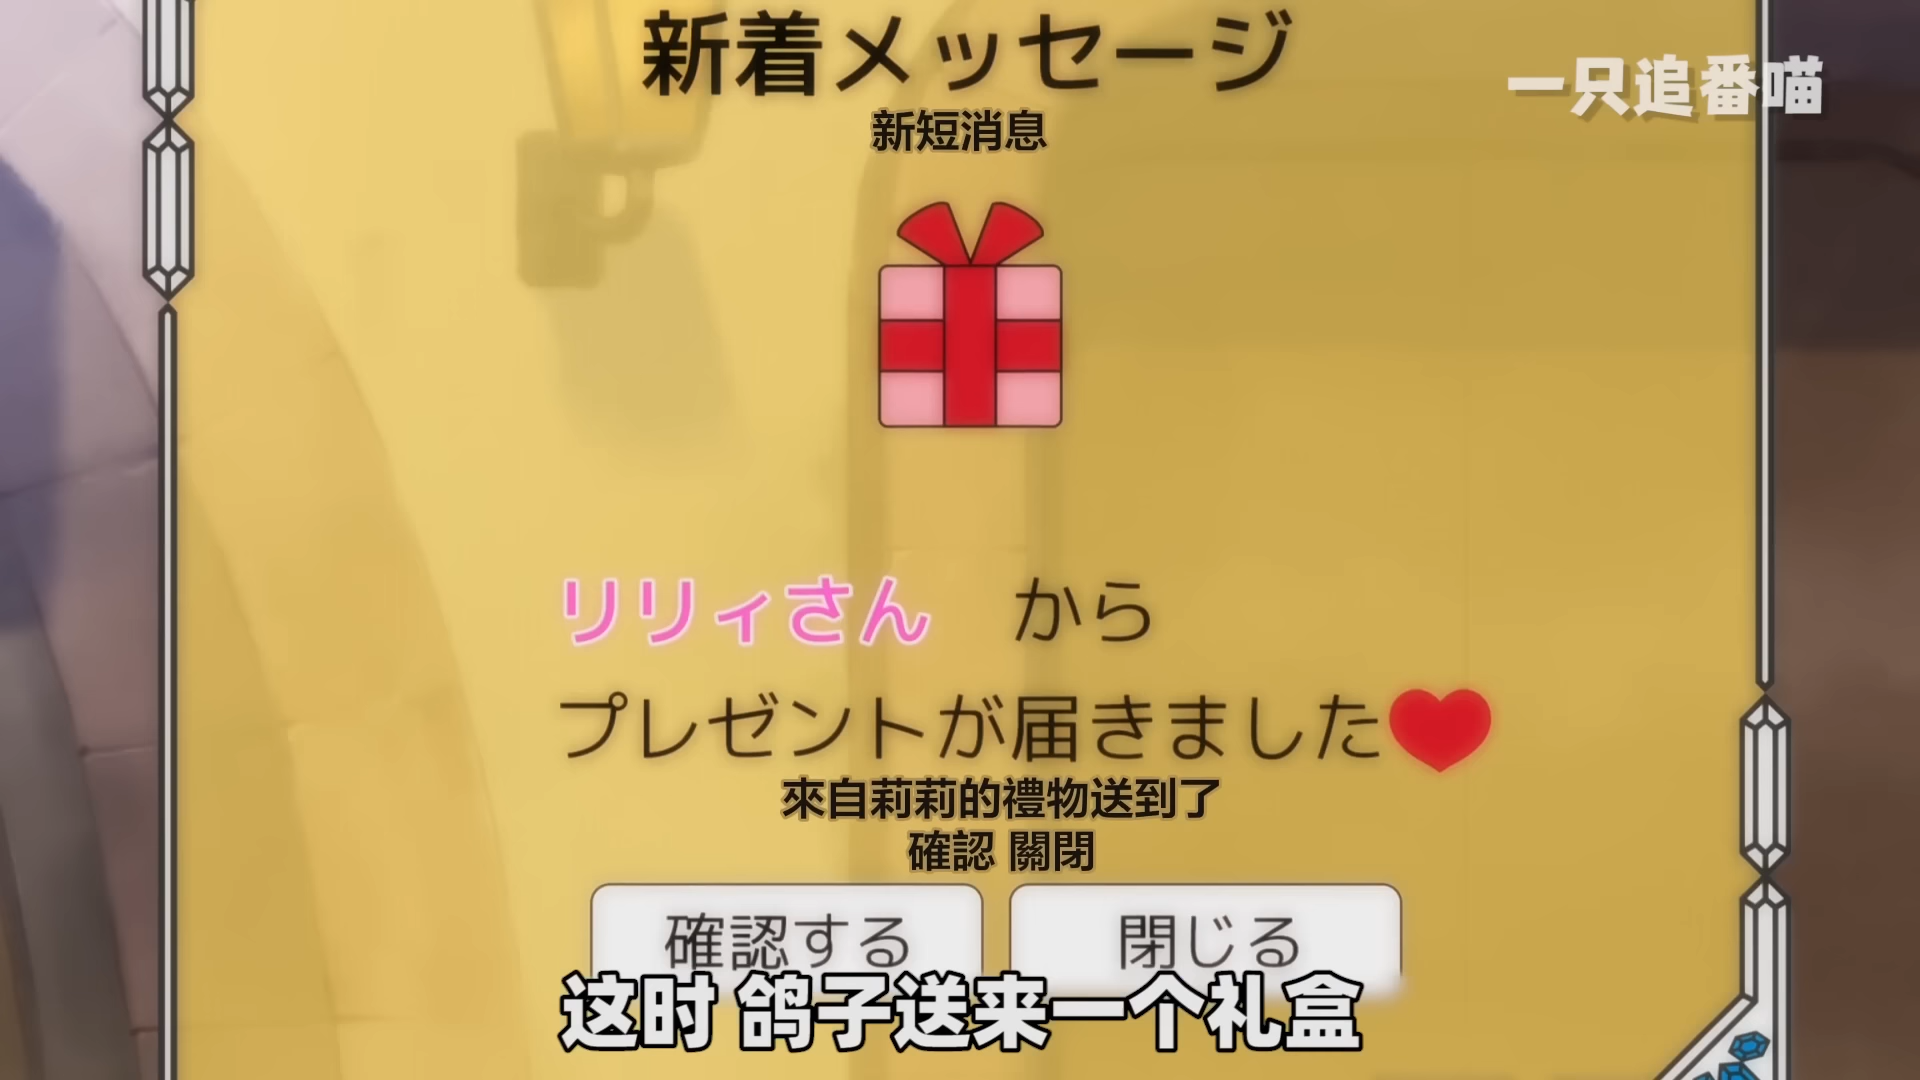 新着メッセージ
一只追番喵
新短消息
リリィさん から
プレゼントが届きました
來自莉莉的禮物送到了
確認 關閉
確認する 閉じる
这时 鸽子送来一个礼盒